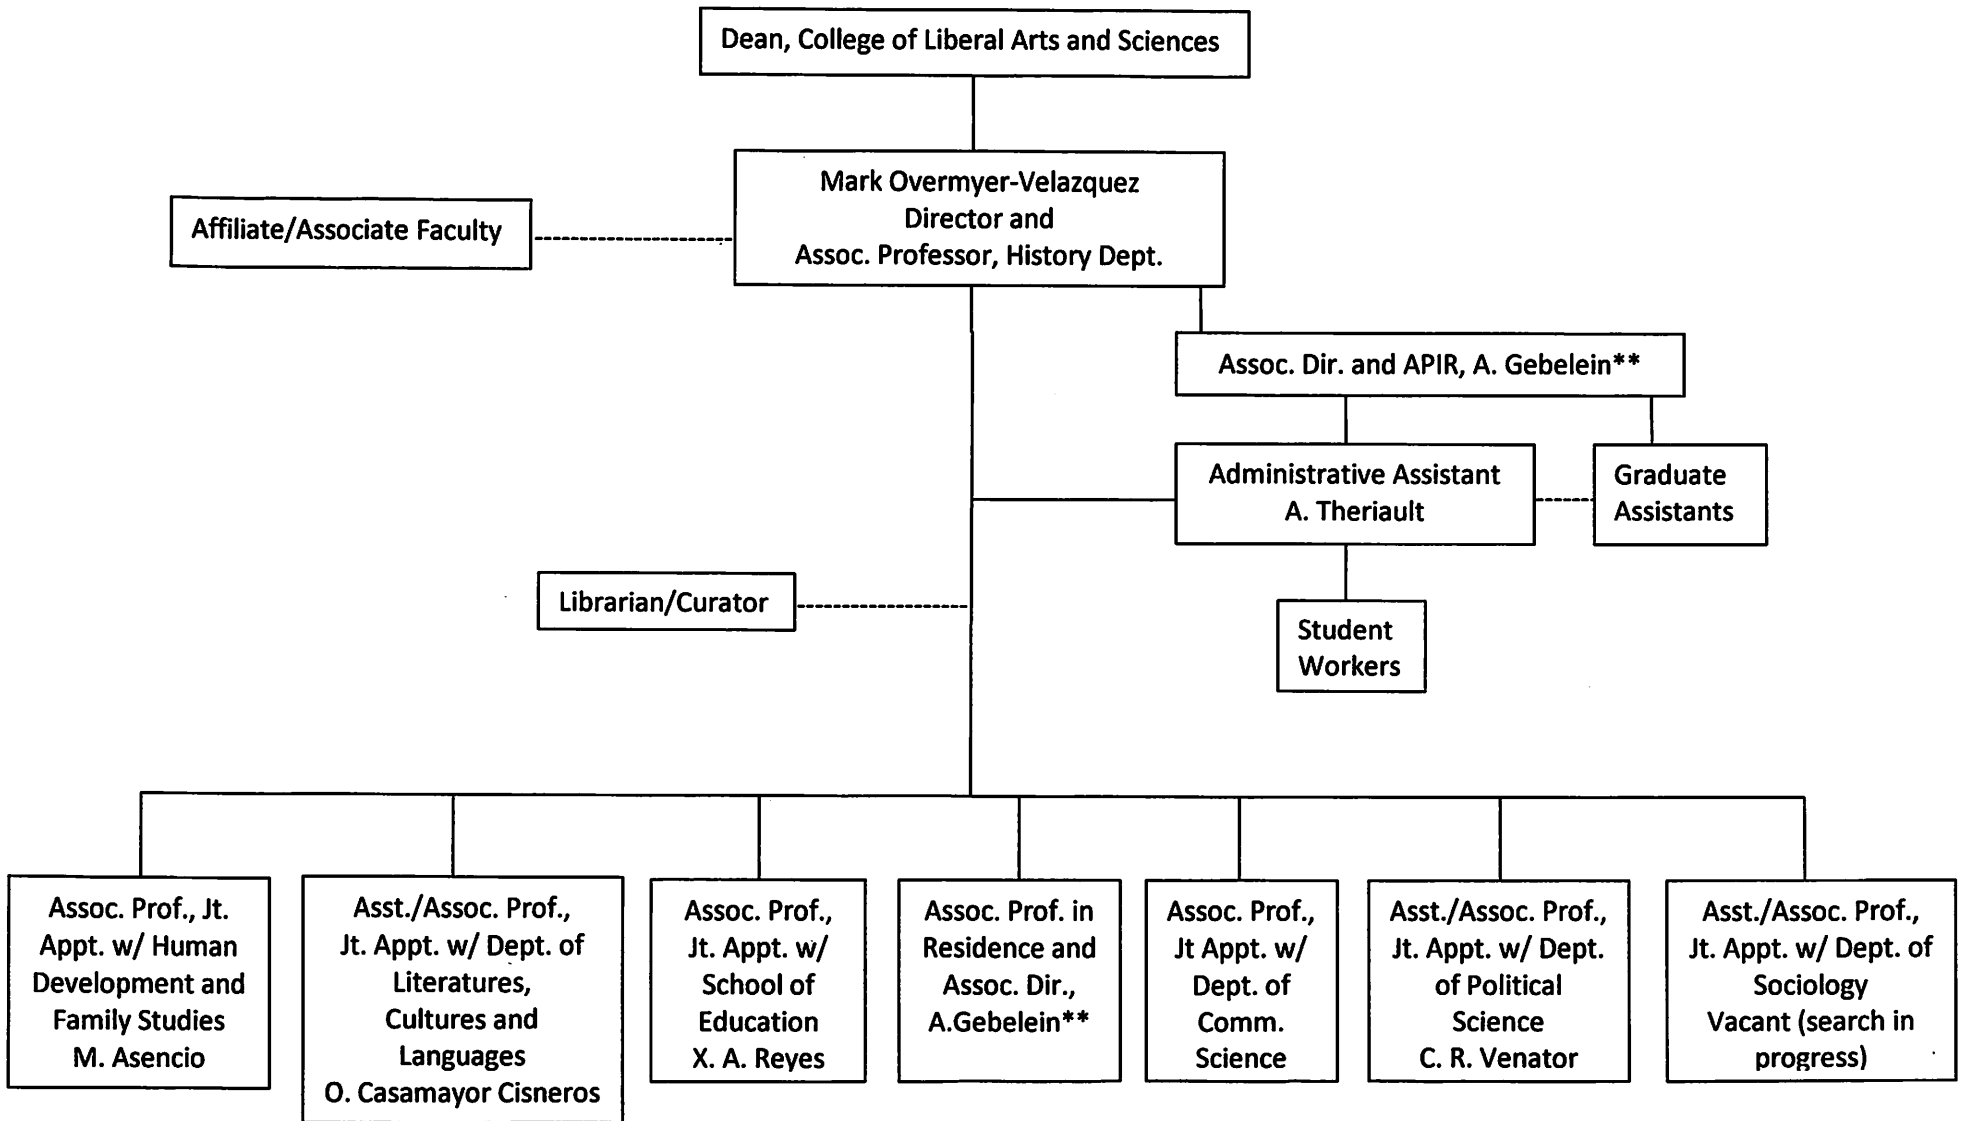 Dean, College of Liberal Arts and Sciences
Mark Overmyer-Velazquez
Director and
Assoc. Professor, History Dept.
Affiliate/Associate Faculty
Assoc. Dir. and APIR, A. Gebelein**
Administrative Assistant
A. Theriault
Graduate
Assistants
Librarian/Curator
Student
Workers
Assoc. Prof., Jt.
Appt. w/ Human
Development and
Family Studies
M. Asencio
Asst./Assoc. Prof.,
Jt. Appt. w/ Dept. of
Literatures,
Cultures and
Languages
O. Casamayor Cisneros
Assoc. Prof.,
Jt. Appt. w/
School of
Education
X. A. Reyes
Assoc. Prof. in
Residence and
Assoc. Dir.,
A.Gebelein**
Assoc. Prof.,
Jt Appt. w/
Dept. of
Comm.
Science
Asst./Assoc. Prof.,
Jt. Appt. w/ Dept.
of Political
Science
C. R. Venator
Asst./Assoc. Prof.,
Jt. Appt. w/ Dept. of
Sociology
Vacant (search in
progress)